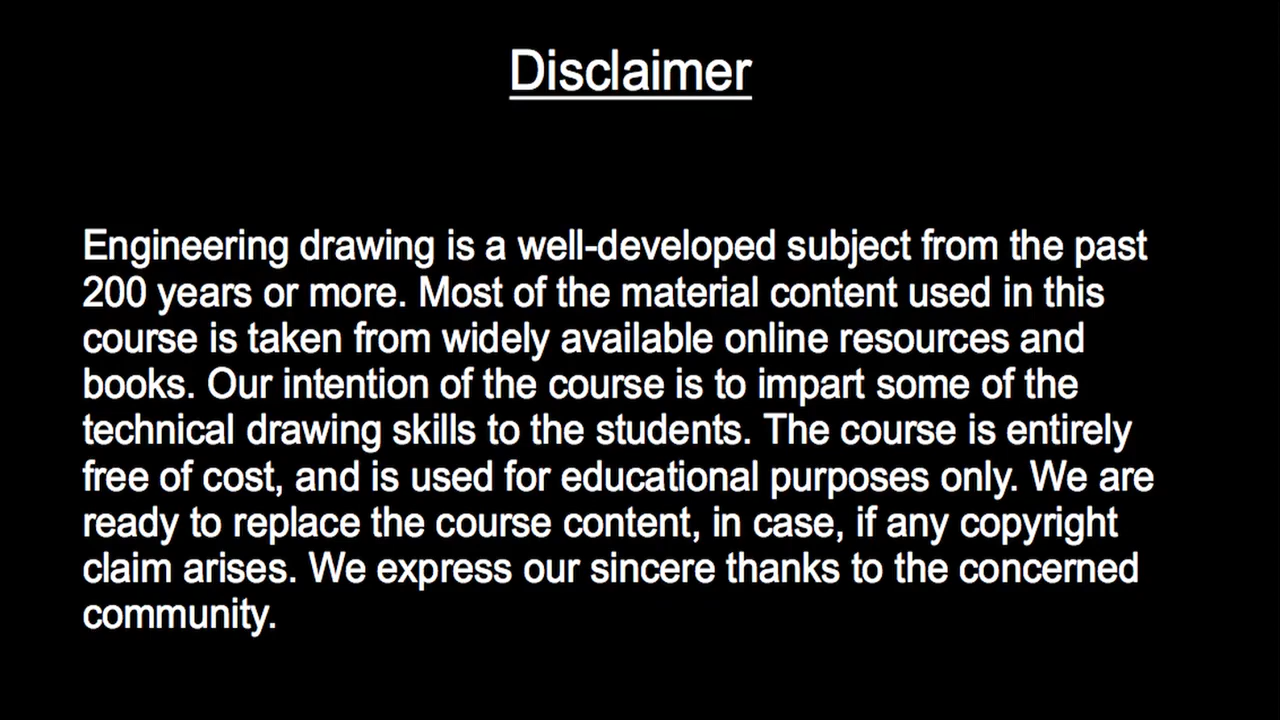 Disclaimer
Engineering drawing is a well-developed subject from the past
200 years or more. Most of the material content used in this
course is taken from widely available online resources and
books. Our intention of the course is to impart some of the
technical drawing skills to the students. The course is entirely
free of cost, and is used for educational purposes only. We are
ready to replace the course content, in case, if any copyright
claim arises. We express our sincere thanks to the concerned
community.